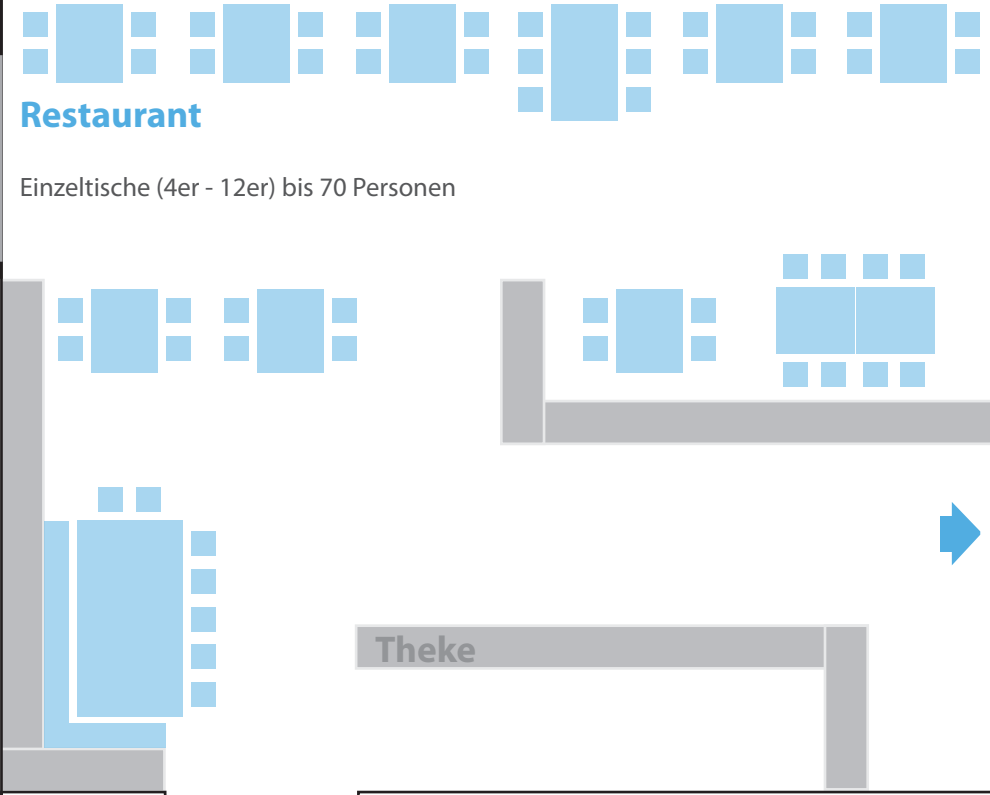 Restaurant
Einzeltische (4er - 12er) bis 70 Personen
Theke